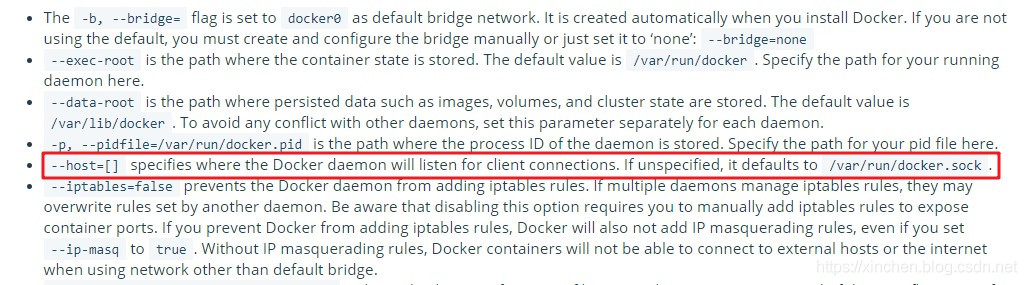 The -b, --bridge= flag is set to docker0 as default bridge network. It is created automatically when you install Docker. If you are not
using the default, you must create and configure the bridge manually or just set it to ‘none’: --bridge=none
--exec-root is the path where the container state is stored. The default value is /var/run/docker . Specify the path for your running
daemon here.
--data-root is the path where persisted data such as images, volumes, and cluster state are stored. The default value is
/var/lib/docker . To avoid any conflict with other daemons, set this parameter separately for each daemon.
-p, --pidfile=/var/run/docker.pid is the path where the process ID of the daemon is stored. Specify the path for your pid file here.
--host=[] specifies where the Docker daemon will listen for client connections. If unspecified, it defaults to /var/run/docker.sock .
--iptables=false prevents the Docker daemon from adding iptables rules. If multiple daemons manage iptables rules, they may
overwrite rules set by another daemon. Be aware that disabling this option requires you to manually add iptables rules to expose
container ports. If you prevent Docker from adding iptables rules, Docker will also not add IP masquerading rules, even if you set
--ip-masq to true . Without IP masquerading rules, Docker containers will not be able to connect to external hosts or the internet
when using network other than default bridge.
https://xinchen.blog.csdn.net